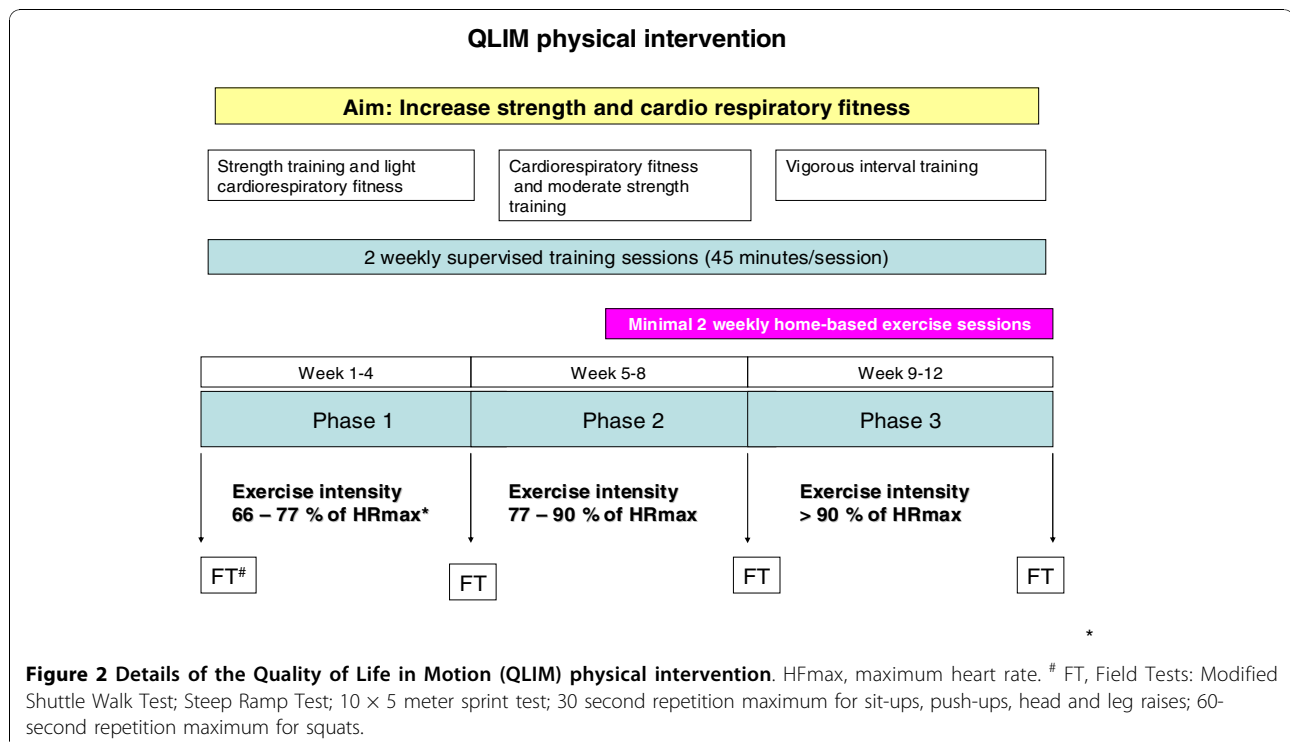 QLIM physical intervention
Aim: Increase strength and cardio respiratory fitness
Strength training and light
cardiorespiratory fitness
Cardiorespiratory fitness
and moderate strength
training
Vigorous interval training
2 weekly supervised training sessions (45 minutes/session)
Minimal 2 weekly home-based exercise sessions
Week 1-4
Week 5-8
Week 9-12
Phase 1
Phase 2
Phase 3
Exercise intensity
66 – 77 % of HRmax*
Exercise intensity
77 – 90 % of HRmax
Exercise intensity
> 90 % of HRmax
FT#
FT
FT
FT
*
Figure 2 Details of the Quality of Life in Motion (QLIM) physical intervention. HFmax, maximum heart rate. # FT, Field Tests: Modified
Shuttle Walk Test; Steep Ramp Test; 10 × 5 meter sprint test; 30 second repetition maximum for sit-ups, push-ups, head and leg raises; 60-
second repetition maximum for squats.